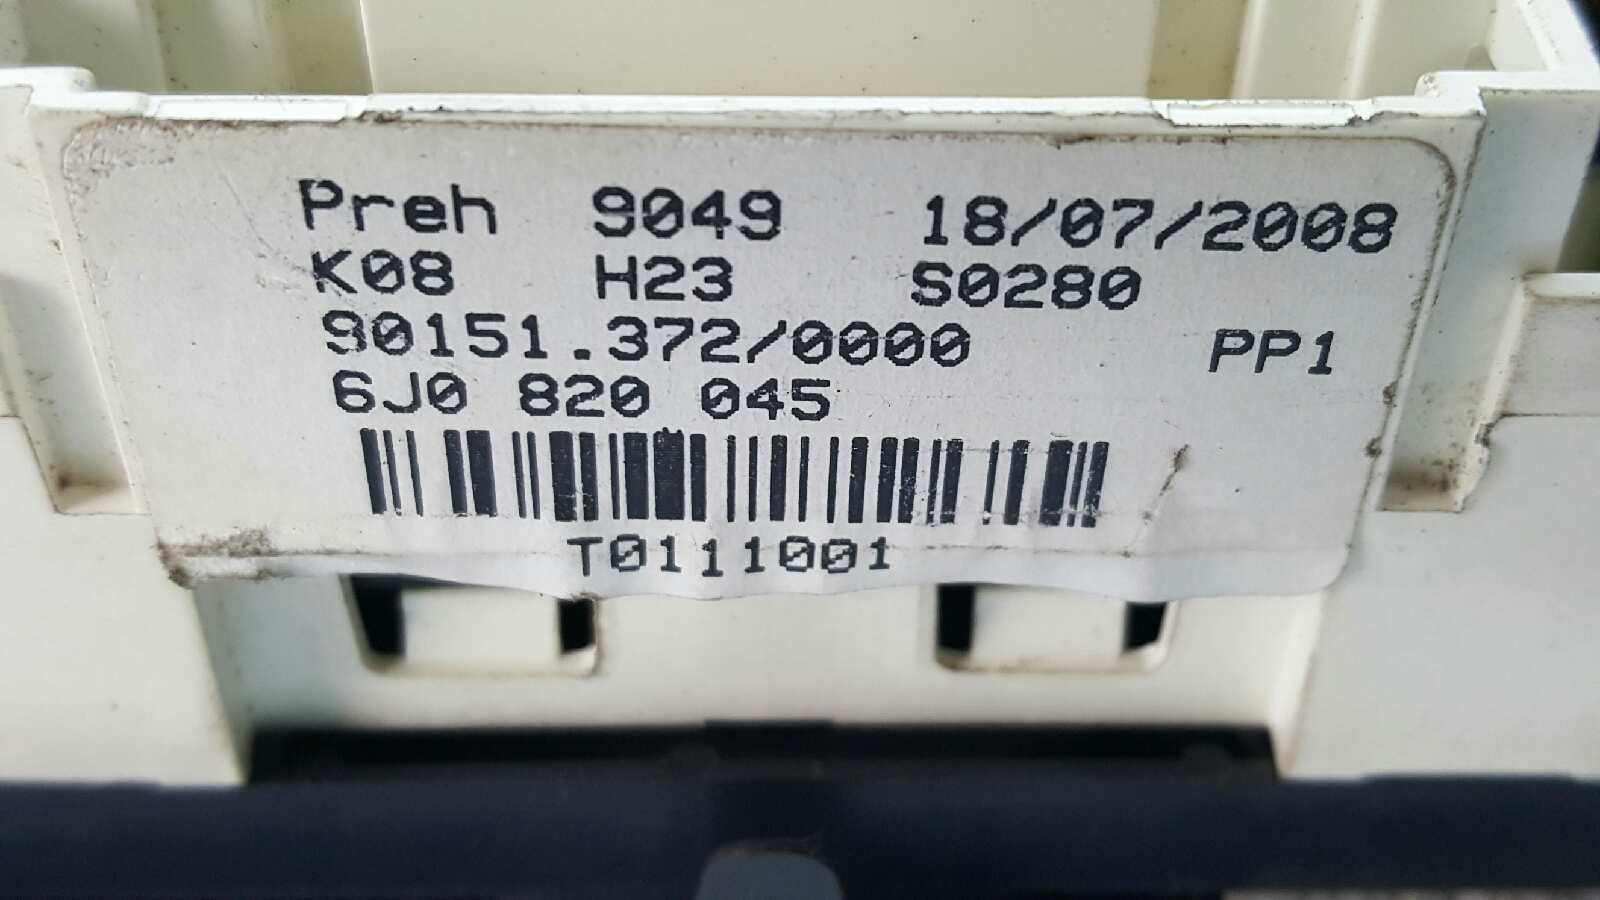 Preh 9049 18/07/2008
K08 H23 S0280
90151.372/0000 PP1
6J0 820 045
T0111001